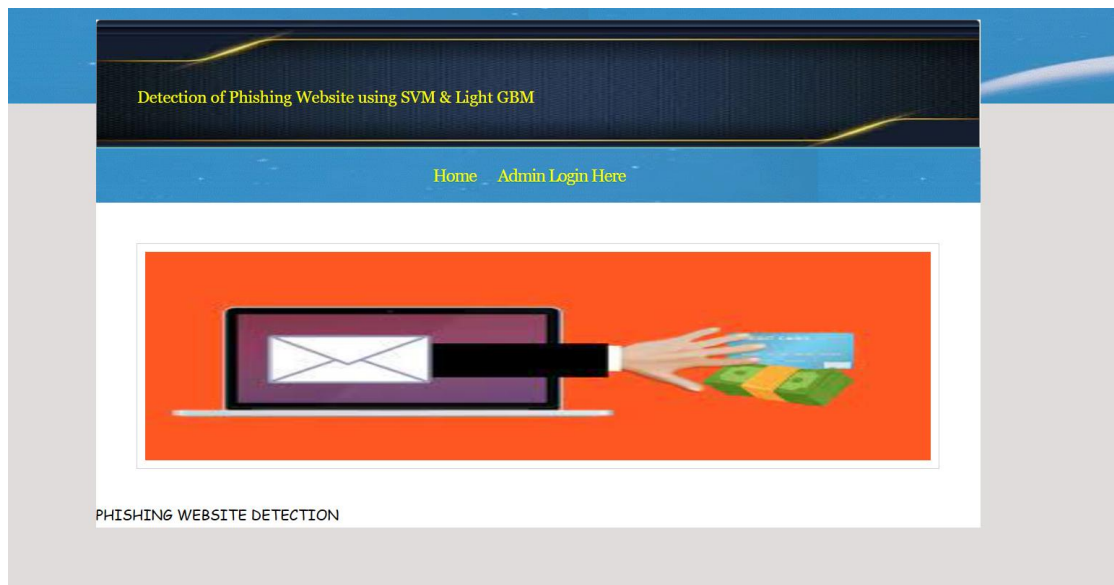 Detection of Phishing Website using SVM & Light GBM
Home Admin Login Here
PHISHING WEBSITE DETECTION